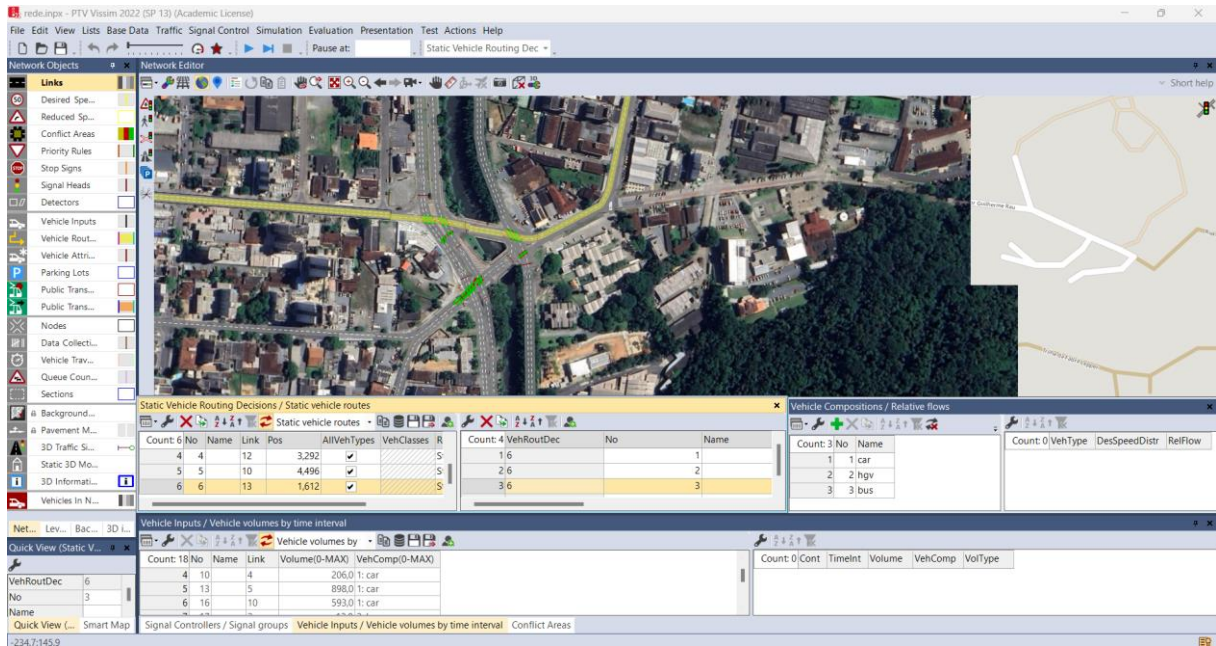 rede.inpx - PTV Vissim 2022 (SP 13) (Academic License)
File Edit View Lists Base Data Traffic Signal Control Simulation Evaluation Presentation Test Actions Help
Pause at: Static Vehicle Routing Dec
Network Objects
Network Editor
Links
Short help
Desired Spe...
Reduced Sp...
Conflict Areas
Priority Rules
Stop Signs
STOP
Signal Heads
Detectors
Vehicle Inputs
Vehicle Rout...
Vehicle Attri...
Parking Lots
Public Trans...
Public Trans...
Nodes
Data Collecti...
Vehicle Trav...
Queue Coun...
Sections
Background...
Pavement M...
3D Traffic Si...
Static 3D Mo...
3D Informati...
Vehicles In N...
Net... Lev... Bac... 3D i...
Guilherme Rau
Static Vehicle Routing Decisions / Static vehicle routes
Static vehicle routes
Count: 6 No Name Link Pos AllVehTypes VehClasses R
4 4 12 3,292 S
5 5 10 4,496 S
6 6 13 1,612 S
Count: 4 VehRoutDec No Name
1 6 1
2 6 2
3 6 3
Vehicle Compositions / Relative flows
Count: 3 No Name
1 1 car
2 2 hgv
3 3 bus
Count: 0 VehType DesSpeedDistr RelFlow
Vehicle Inputs / Vehicle volumes by time interval
Vehicle volumes by
Count: 18 No Name Link Volume(0-MAX) VehComp(0-MAX)
4 10 4 206,0 1: car
5 13 5 898,0 1: car
6 16 10 593,0 1: car
Count: 0 Cont TimeInt Volume VehComp VolType
Quick View (Static V...
VehRoutDec 6
No 3
Name
Quick View (... Smart Map
Signal Controllers / Signal groups Vehicle Inputs / Vehicle volumes by time interval Conflict Areas
-234.7:145.9